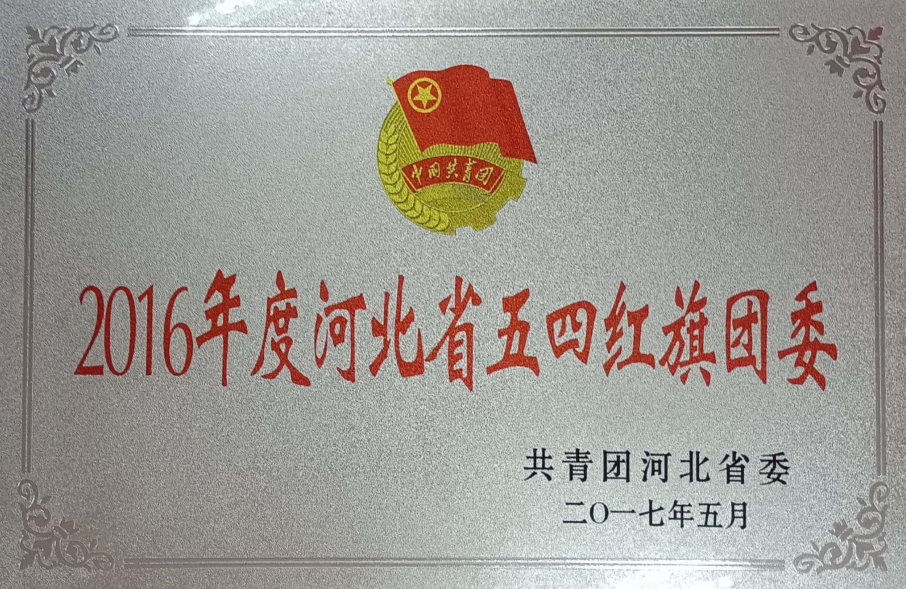 中国共青团
2016年度河北省五四红旗团委
共青团河北省委
二〇一七年五月